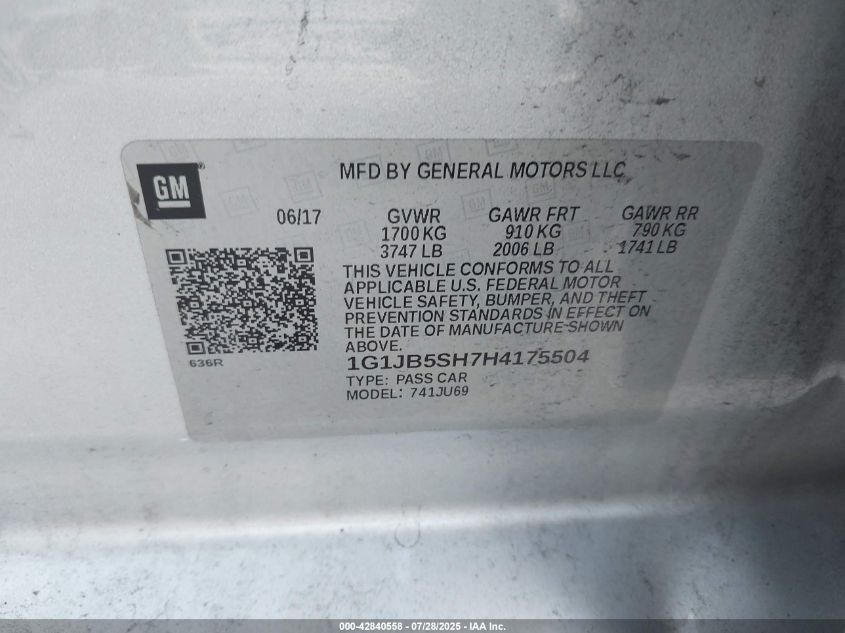 GM
MFD BY GENERAL MOTORS LLC
06/17
GVWR GAWR FRT GAWR RR
1700 KG 910 KG 790 KG
3747 LB 2006 LB 1741 LB
THIS VEHICLE CONFORMS TO ALL
APPLICABLE U.S. FEDERAL MOTOR
VEHICLE SAFETY, BUMPER, AND THEFT
PREVENTION STANDARDS IN EFFECT ON
THE DATE OF MANUFACTURE SHOWN
ABOVE.
636R
1G1JB5SH7H4175504
TYPE: PASS CAR
MODEL: 741JU69
000-42840558 - 07/28/2025 - IAA Inc.